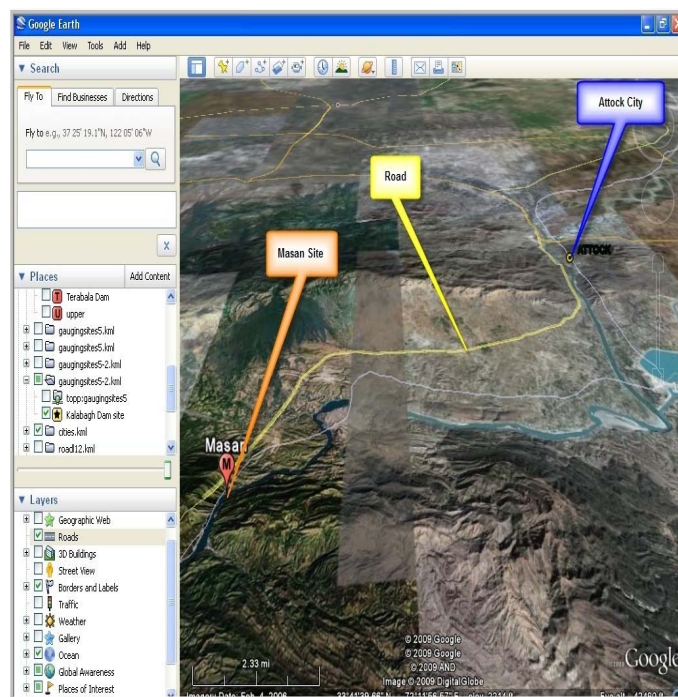 Google Earth
File Edit View Tools Add Help
Search
Fly To Find Businesses Directions
Fly to e.g., 37 25' 19.1"N, 122 05' 06"W
x
Places Add Content
Terabala Dam
upper
gaugingsites5.kml
gaugingsites5.kml
gaugingsites5-2.kml
gaugingsites5-2.kml
topp:gaugingsites5
Kalabagh Dam site
cities.kml
roadl12.kml
Layers
Geographic Web
Roads
3D Buildings
Street View
Borders and Labels
Traffic
Weather
Gallery
Ocean
Global Awareness
Places of Interest
Attock City
Road
Masan Site
ATTOCK
Masan
M
2.33 mi
© 2009 Google
© 2009 Google
© 2009 AND
Image © 2009 DigitalGlobe
Google
Imagery Date: Feb 4, 2006